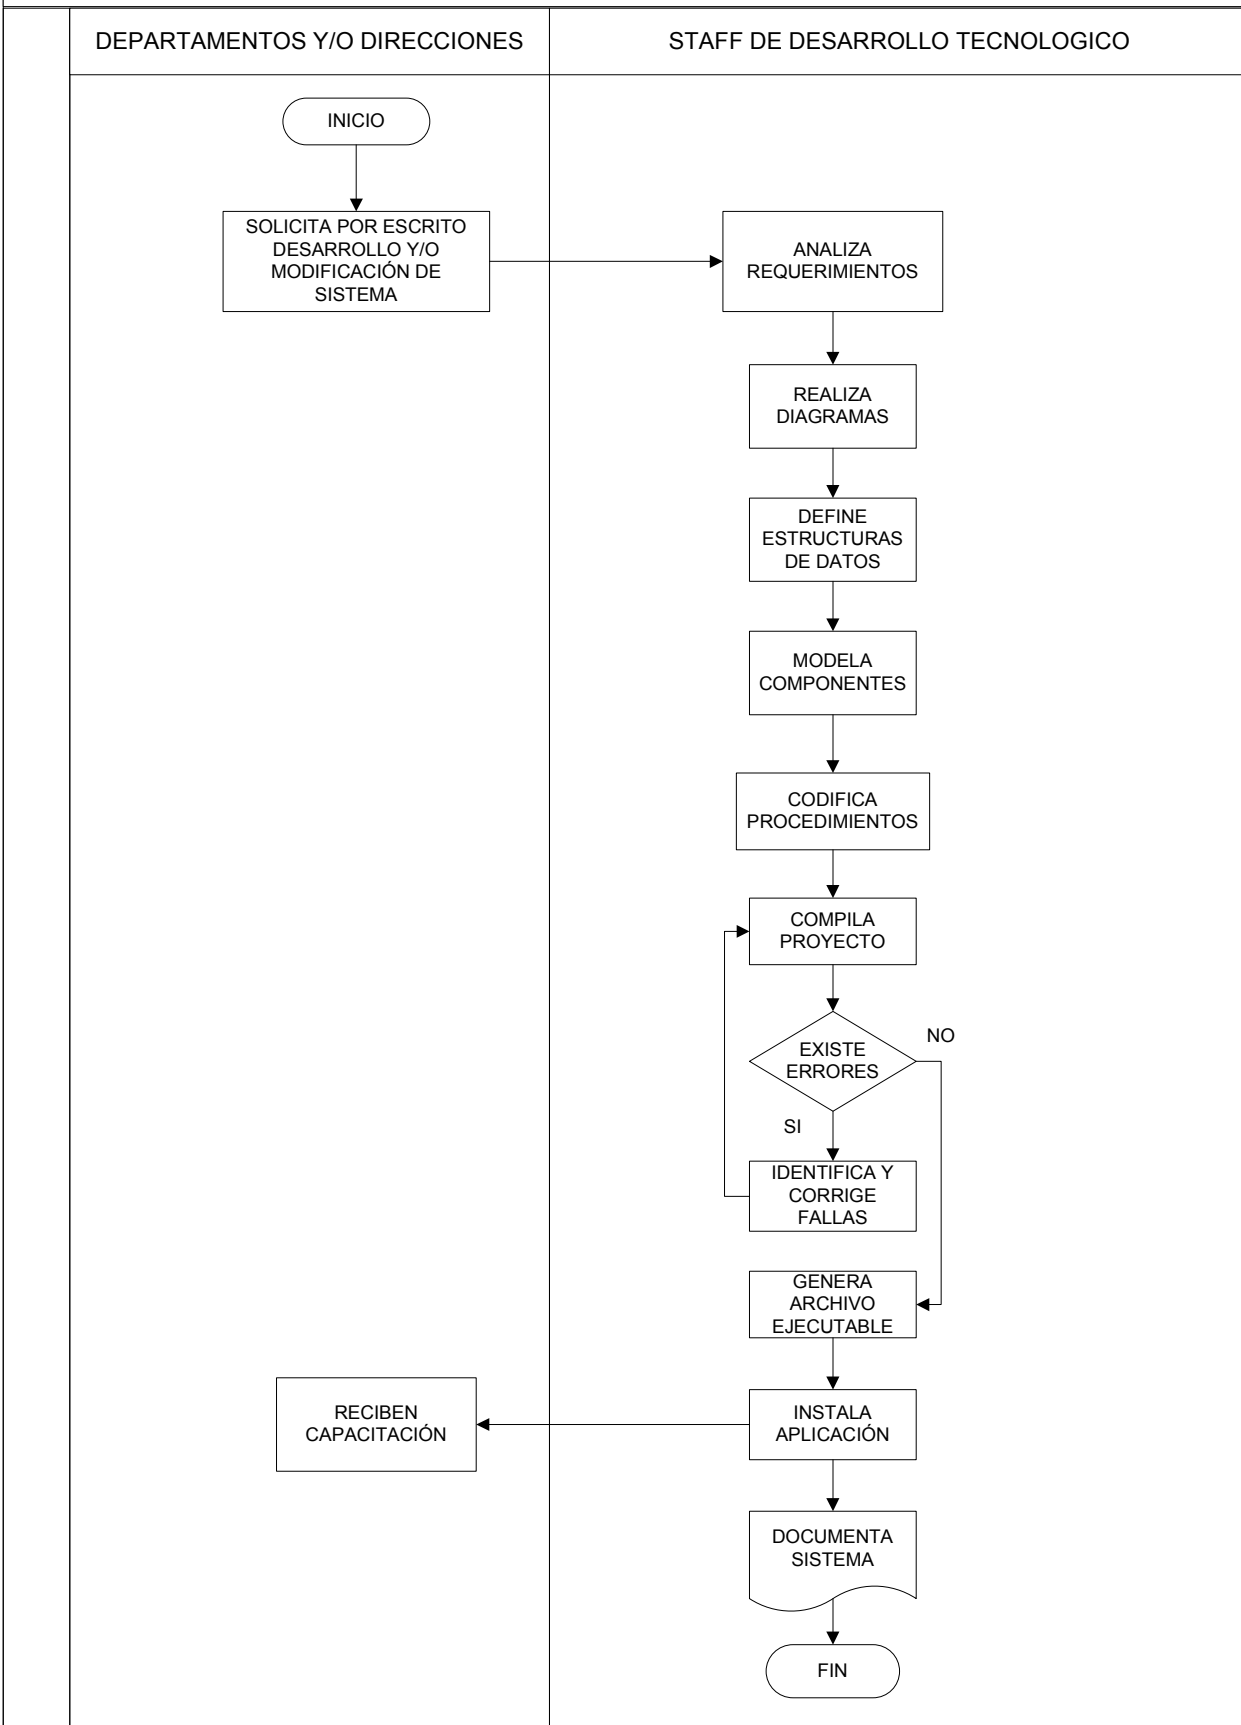 DEPARTAMENTOS Y/O DIRECCIONES
STAFF DE DESARROLLO TECNOLOGICO
INICIO
SOLICITA POR ESCRITO
DESARROLLO Y/O
MODIFICACIÓN DE
SISTEMA
ANALIZA
REQUERIMIENTOS
REALIZA
DIAGRAMAS
DEFINE
ESTRUCTURAS
DE DATOS
MODELA
COMPONENTES
CODIFICA
PROCEDIMIENTOS
COMPILA
PROYECTO
EXISTE
ERRORES
NO
SI
IDENTIFICA Y
CORRIGE
FALLAS
GENERA
ARCHIVO
EJECUTABLE
INSTALA
APLICACIÓN
RECIBEN
CAPACITACIÓN
DOCUMENTA
SISTEMA
FIN